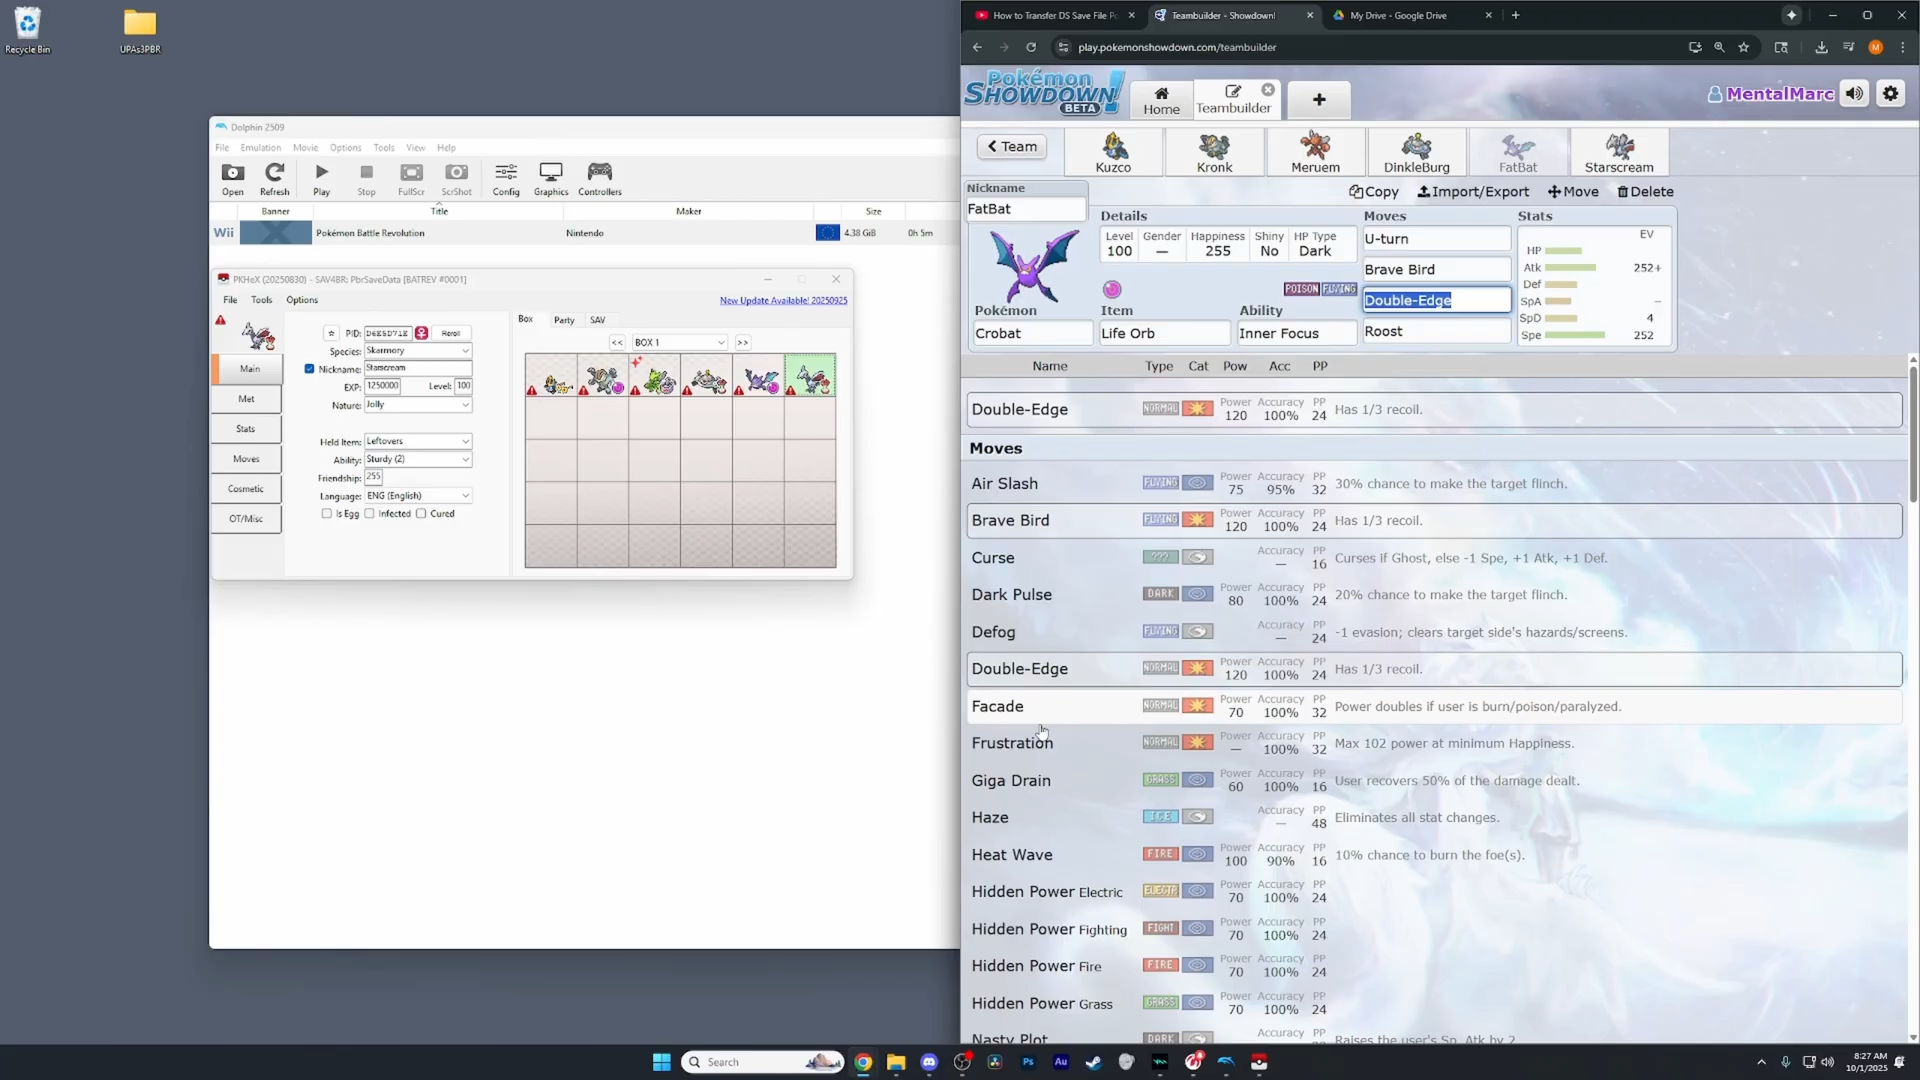 Recycle Bin
UPAs3PBR
Dolphin 2509
File Emulation Movie Options Tools View Help
Open Refresh Play Stop FullScr ScrShot Config Graphics Controllers
Banner Title Maker Size
Wii Pokémon Battle Revolution Nintendo 4.38 GiB 0h 5m
PKHeX (20250830) - SAV4BR: PbrSaveData [BATREV #0001]
File Tools Options New Update Available! 20250925
Main
Met
Stats
Moves
Cosmetic
OT/Misc
PID: Reroll
Species: Skarmory
Nickname: Starscream
EXP: 1250000 Level: 100
Nature: Jolly
Held Item: Leftovers
Ability: Sturdy (2)
Friendship: 255
Language: ENG (English)
Is Egg Infected Cured
Box Party SAV
<< BOX 1 >>
How to Transfer DS Save File Po
Teambuilder - Showdown!
My Drive - Google Drive
play.pokemonshowdown.com/teambuilder
M
Pokémon
SHOWDOWN!
BETA
Home
Teambuilder
MentalMarc
Team
Kuzco Kronk Meruem DinkleBurg FatBat Starscream
Copy Import/Export Move Delete
Nickname
FatBat
Details
Level Gender Happiness Shiny HP Type
100 — 255 No Dark
POISON FLYING
Pokémon Item Ability
Crobat Life Orb Inner Focus
Moves
U-turn
Brave Bird
Double-Edge
Roost
Stats
EV
HP
Atk 252+
Def
SpA –
SpD 4
Spe 252
Name Type Cat Pow Acc PP
Double-Edge NORMAL Power 120 100% PP 24 Has 1/3 recoil.
Moves
Air Slash FLYING Power 75 Accuracy 95% PP 32 30% chance to make the target flinch.
Brave Bird FLYING Power 120 Accuracy 100% PP 24 Has 1/3 recoil.
Curse ??? Accuracy — PP 16 Curses if Ghost, else -1 Spe, +1 Atk, +1 Def.
Dark Pulse DARK Power 80 Accuracy 100% PP 24 20% chance to make the target flinch.
Defog FLYING Accuracy — PP 24 -1 evasion; clears target side's hazards/screens.
Double-Edge NORMAL Power 120 Accuracy 100% PP 24 Has 1/3 recoil.
Facade NORMAL Power 70 Accuracy 100% PP 32 Power doubles if user is burn/poison/paralyzed.
Frustration NORMAL Power — Accuracy 100% PP 32 Max 102 power at minimum Happiness.
Giga Drain GRASS Power 60 Accuracy 100% PP 16 User recovers 50% of the damage dealt.
Haze ICE Accuracy — PP 48 Eliminates all stat changes.
Heat Wave FIRE Power 100 Accuracy 90% PP 16 10% chance to burn the foe(s).
Hidden Power Electric ELECTR Power 70 Accuracy 100% PP 24
Hidden Power Fighting FIGHT Power 70 Accuracy 100% PP 24
Hidden Power Fire FIRE Power 70 Accuracy 100% PP 24
Hidden Power Grass GRASS Power 70 Accuracy 100% PP 24
Nasty Plot DARK Accuracy PP Raises the user's Sp. Atk by 2.
Search
Ps
Au
8:27 AM
10/1/2025